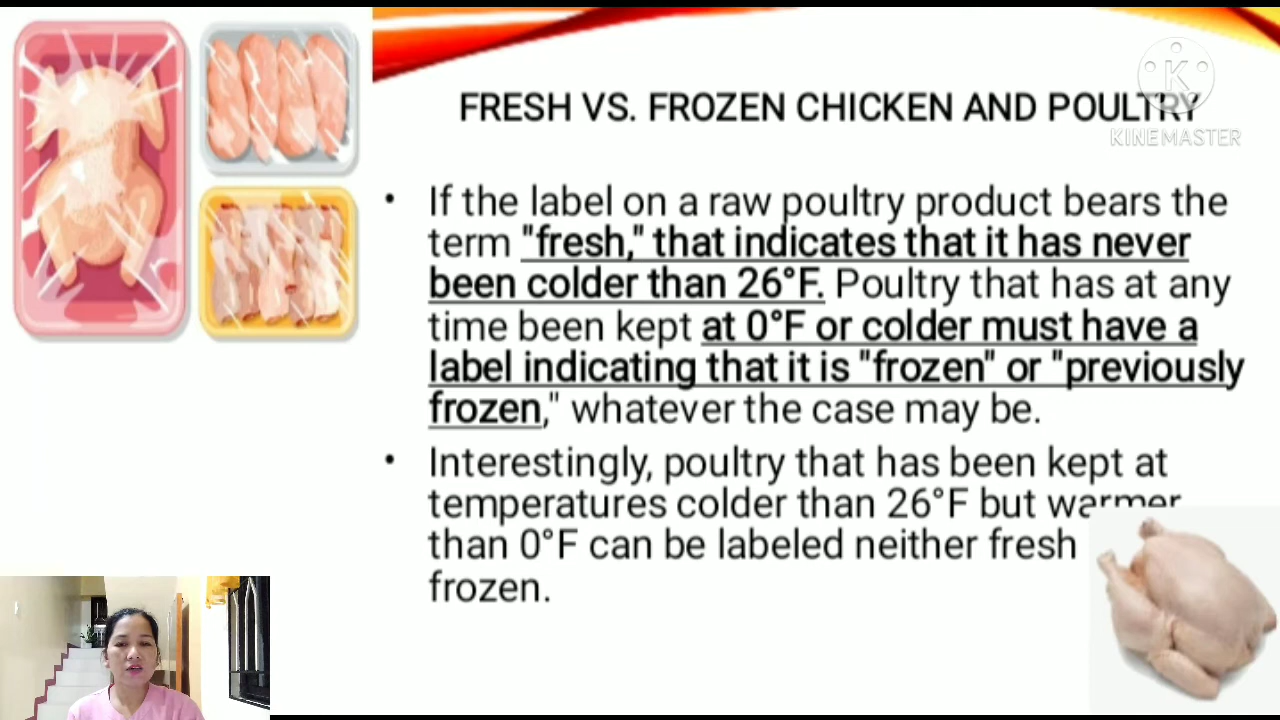 FRESH VS. FROZEN CHICKEN AND POULTRY
KINEMASTER
• If the label on a raw poultry product bears the
term "fresh," that indicates that it has never
been colder than 26°F. Poultry that has at any
time been kept at 0°F or colder must have a
label indicating that it is "frozen" or "previously
frozen," whatever the case may be.
• Interestingly, poultry that has been kept at
temperatures colder than 26°F but warmer
than 0°F can be labeled neither fresh
frozen.